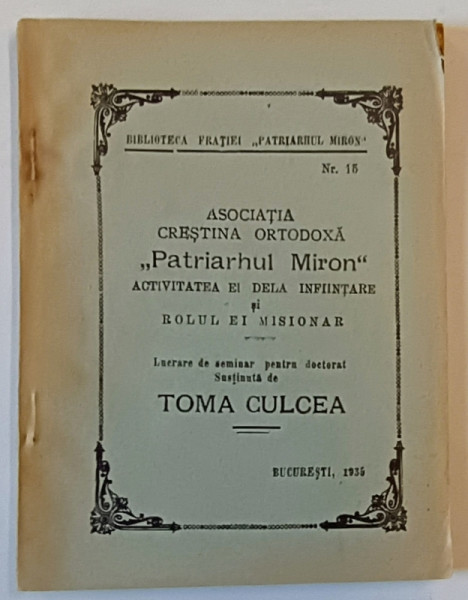 BIBLIOTECA FRAȚIEI „PATRIARHUL MIRON“
Nr. 15
ASOCIAȚIA
CREȘTINA ORTODOXĂ
„Patriarhul Miron“
ACTIVITATEA EI DELA INFIINȚARE
și
ROLUL EI MISIONAR
Lucrare de seminar pentru doctorat
Susținută de
TOMA CULCEA
BUCUREȘTI, 1935